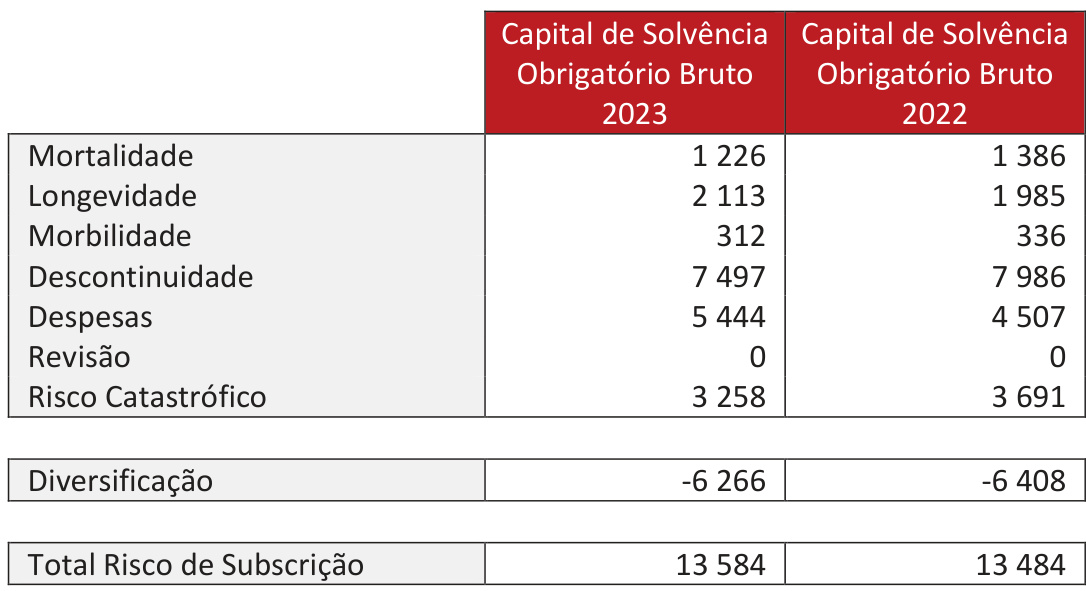 Capital de Solvência Capital de Solvência
Obrigatório Bruto Obrigatório Bruto
2023 2022
Mortalidade 1 226 1 386
Longevidade 2 113 1 985
Morbilidade 312 336
Descontinuidade 7 497 7 986
Despesas 5 444 4 507
Revisão 0 0
Risco Catastrófico 3 258 3 691
Diversificação -6 266 -6 408
Total Risco de Subscrição 13 584 13 484